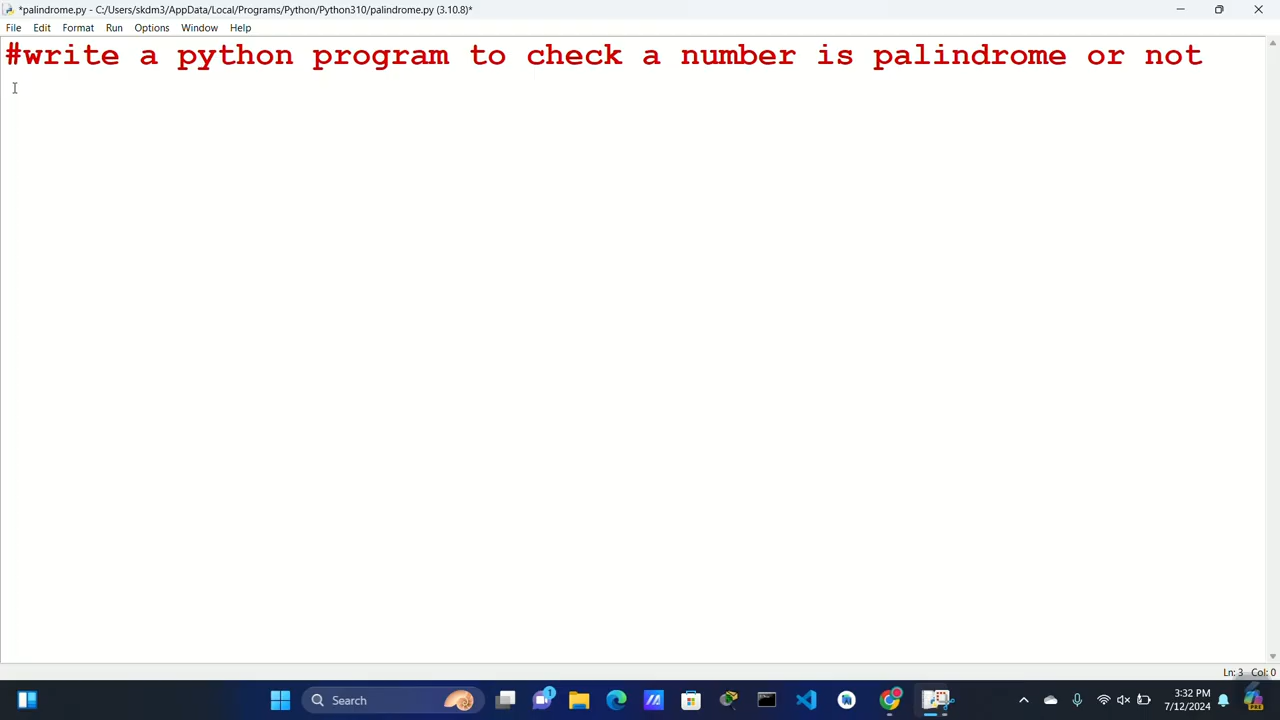 *palindrome.py - C:/Users/skdm3/AppData/Local/Programs/Python/Python310/palindrome.py (3.10.8)*
File Edit Format Run Options Window Help
#write a python program to check a number is palindrome or not
Ln: 3 Col: 0
Search
1
3:32 PM
7/12/2024
PRE